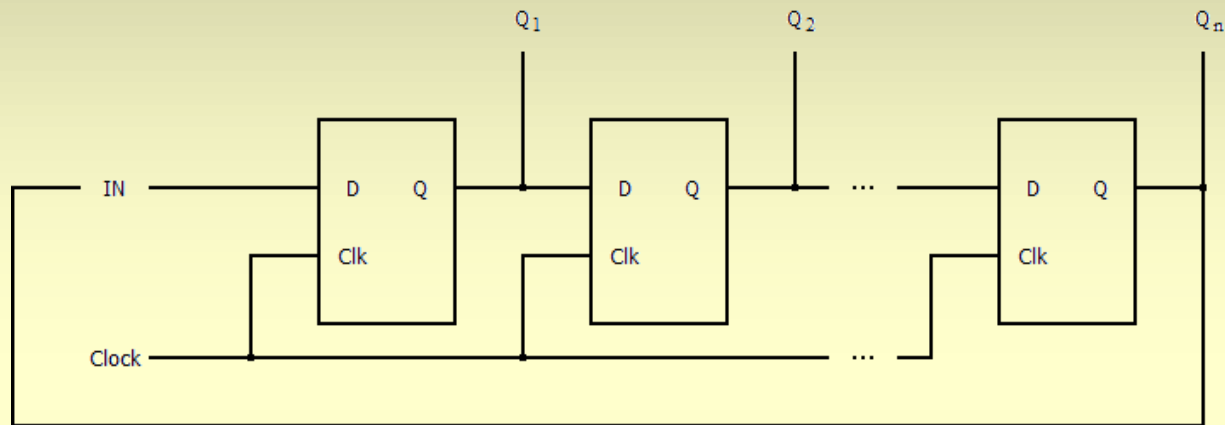 Q1 Q2 Qn
IN D Q D Q ... D Q
Clk Clk Clk
Clock ...